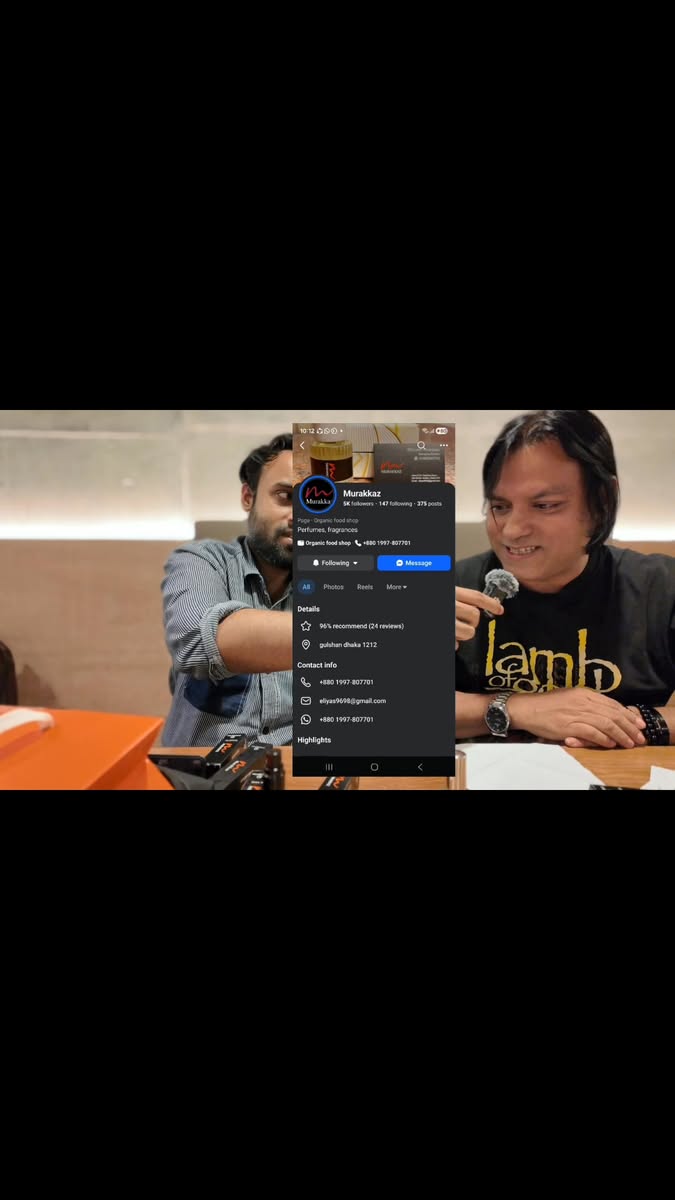 10:12
murakkaz
Murakkaz
Murakkaz
5K followers • 147 following • 375 posts
Page · Organic food shop
Perfumes, fragrances
Organic food shop +880 1997-807701
Following
Message
All Photos Reels More
Details
96% recommend (24 reviews)
gulshan dhaka 1212
Contact info
+880 1997-807701
eliyas9698@gmail.com
+880 1997-807701
Highlights
lamb
of